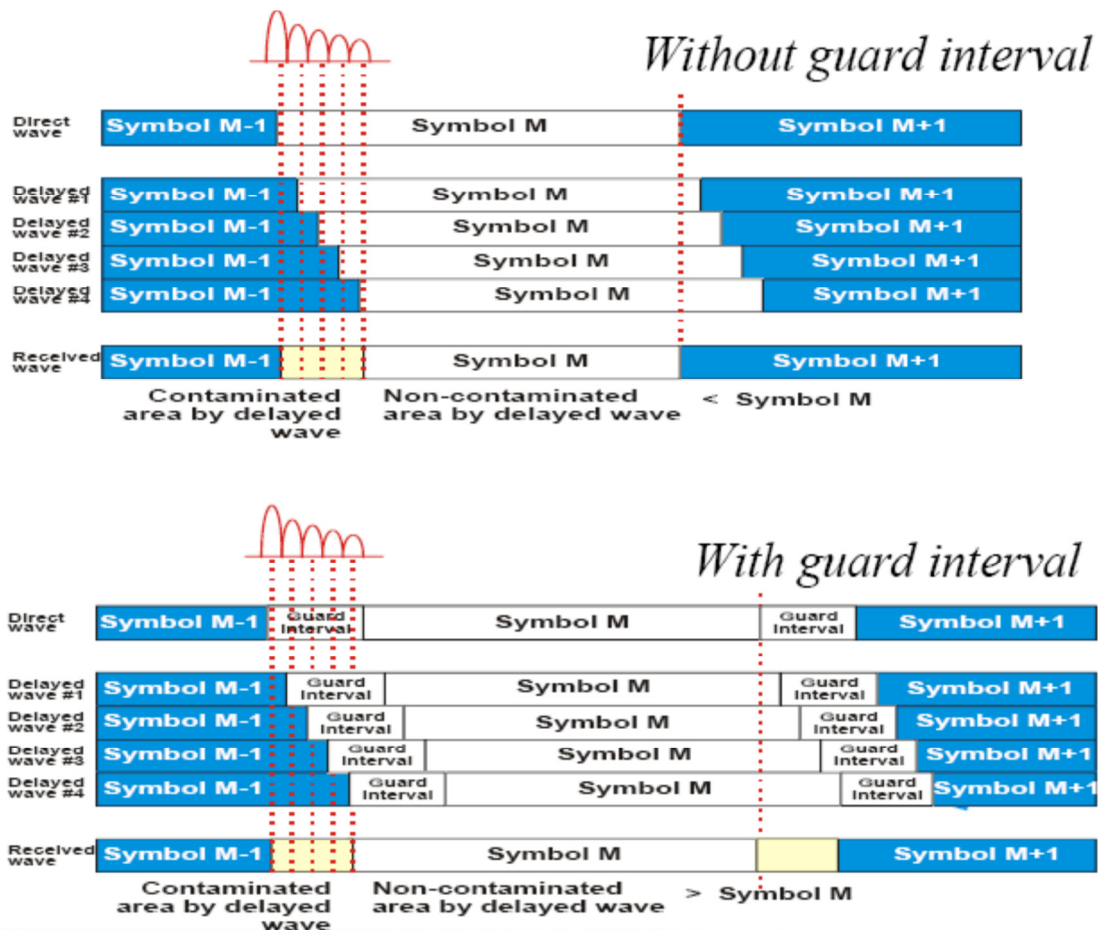 Without guard interval
Direct
wave
Symbol M-1 Symbol M Symbol M+1
Delayed
wave #1
Symbol M-1 Symbol M Symbol M+1
Delayed
wave #2
Symbol M-1 Symbol M Symbol M+1
Delayed
wave #3
Symbol M-1 Symbol M Symbol M+1
Delayed
wave #4
Symbol M-1 Symbol M Symbol M+1
Received
wave
Symbol M-1 Symbol M Symbol M+1
Contaminated
area by delayed
wave
Non-contaminated
area by delayed wave
< Symbol M
With guard interval
Direct
wave
Symbol M-1 Guard Interval Symbol M Guard Interval Symbol M+1
Delayed
wave #1
Symbol M-1 Guard Interval Symbol M Guard Interval Symbol M+1
Delayed
wave #2
Symbol M-1 Guard Interval Symbol M Guard Interval Symbol M+1
Delayed
wave #3
Symbol M-1 Guard Interval Symbol M Guard Interval Symbol M+1
Delayed
wave #4
Symbol M-1 Guard Interval Symbol M Guard Interval Symbol M+1
Received
wave
Symbol M-1 Symbol M Symbol M+1
Contaminated
area by delayed
wave
Non-contaminated
area by delayed wave
> Symbol M